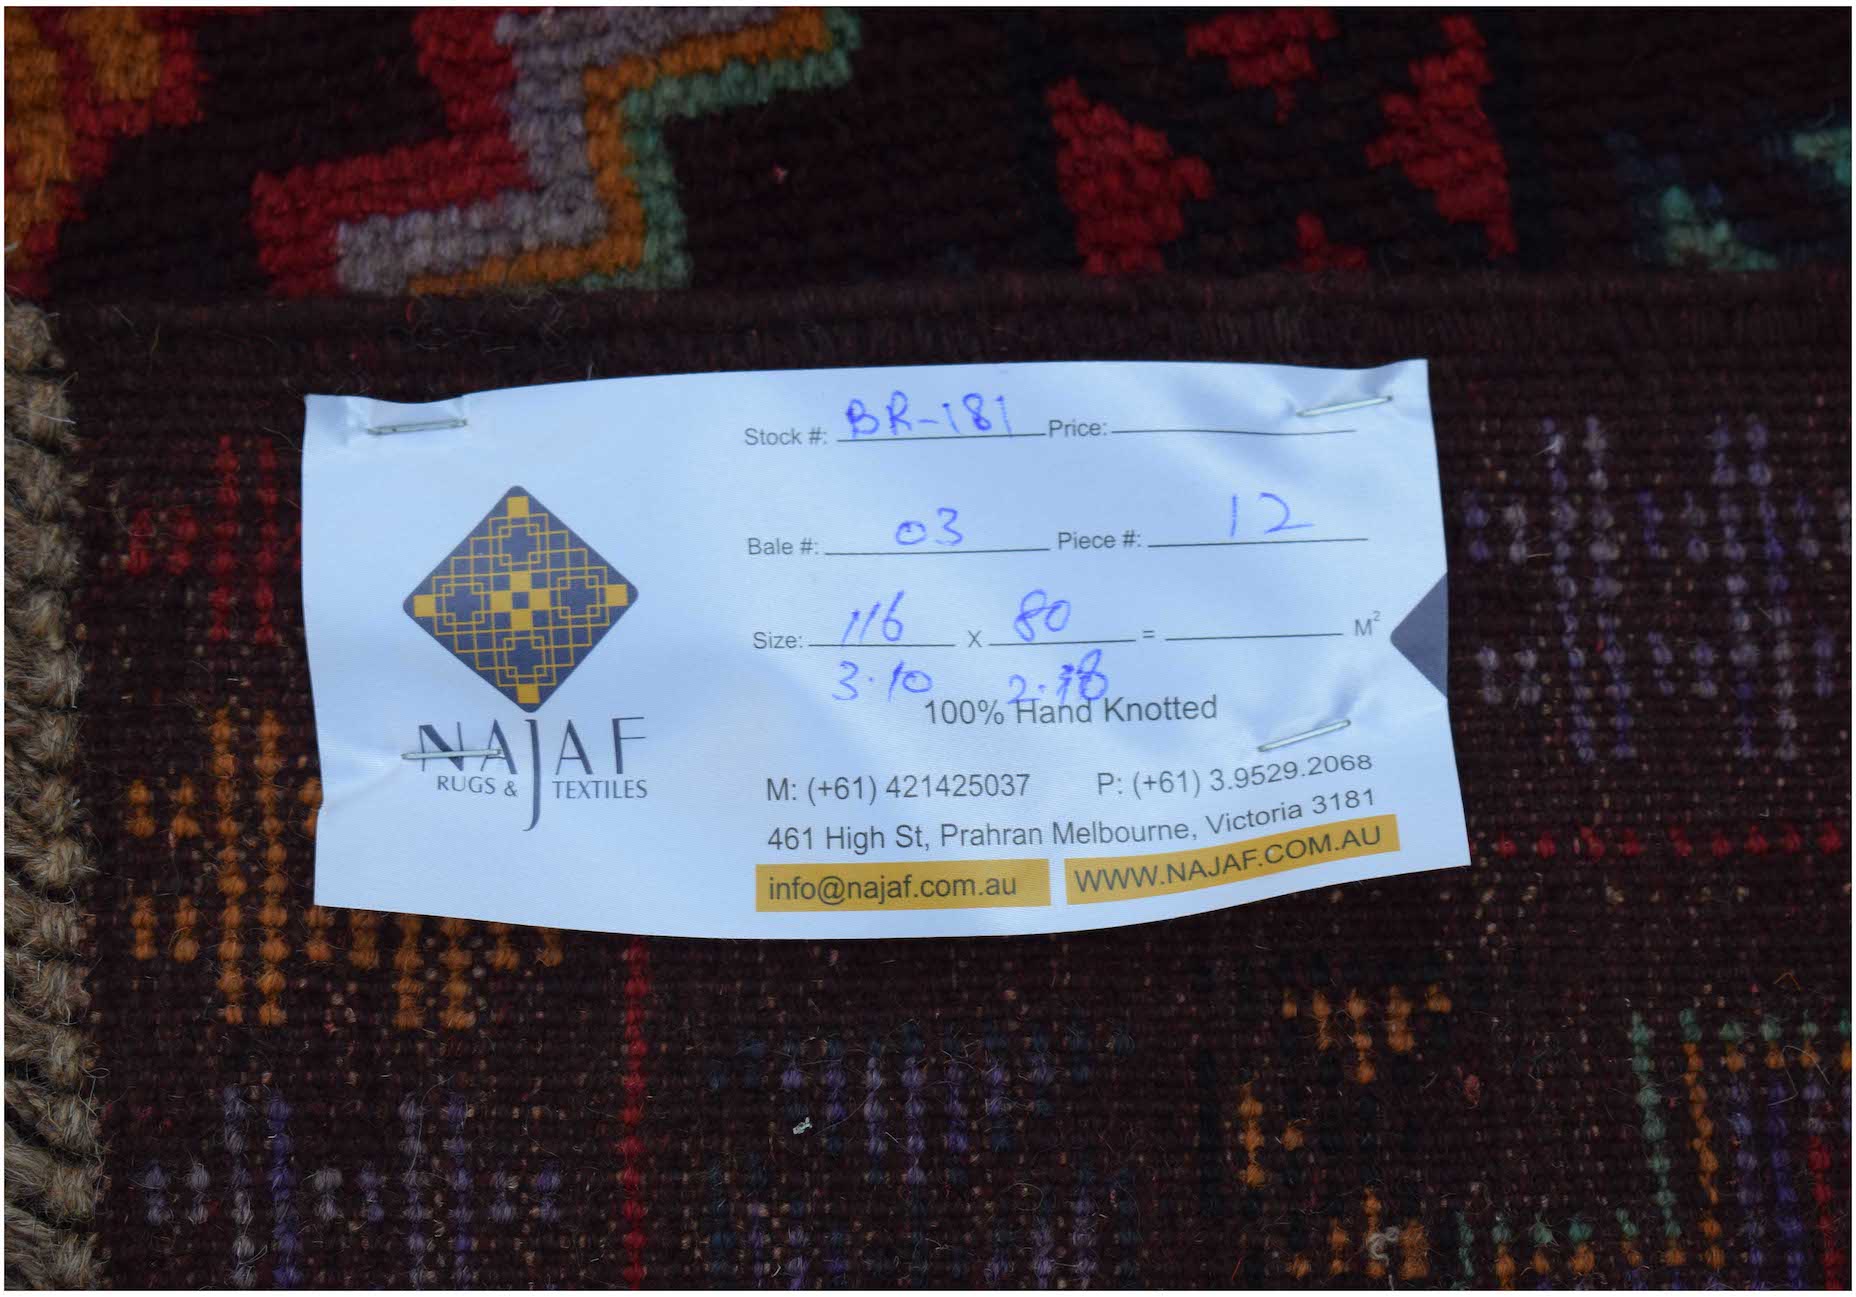 Stock #: BR-181 Price:
Bale #: 03 Piece #: 12
Size: 116 X 80 = M²
3.10
100% Hand Knotted
NAJAF
RUGS & TEXTILES
M: (+61) 421425037 P: (+61) 3.9529.2068
461 High St, Prahran Melbourne, Victoria 3181
info@najaf.com.au WWW.NAJAF.COM.AU